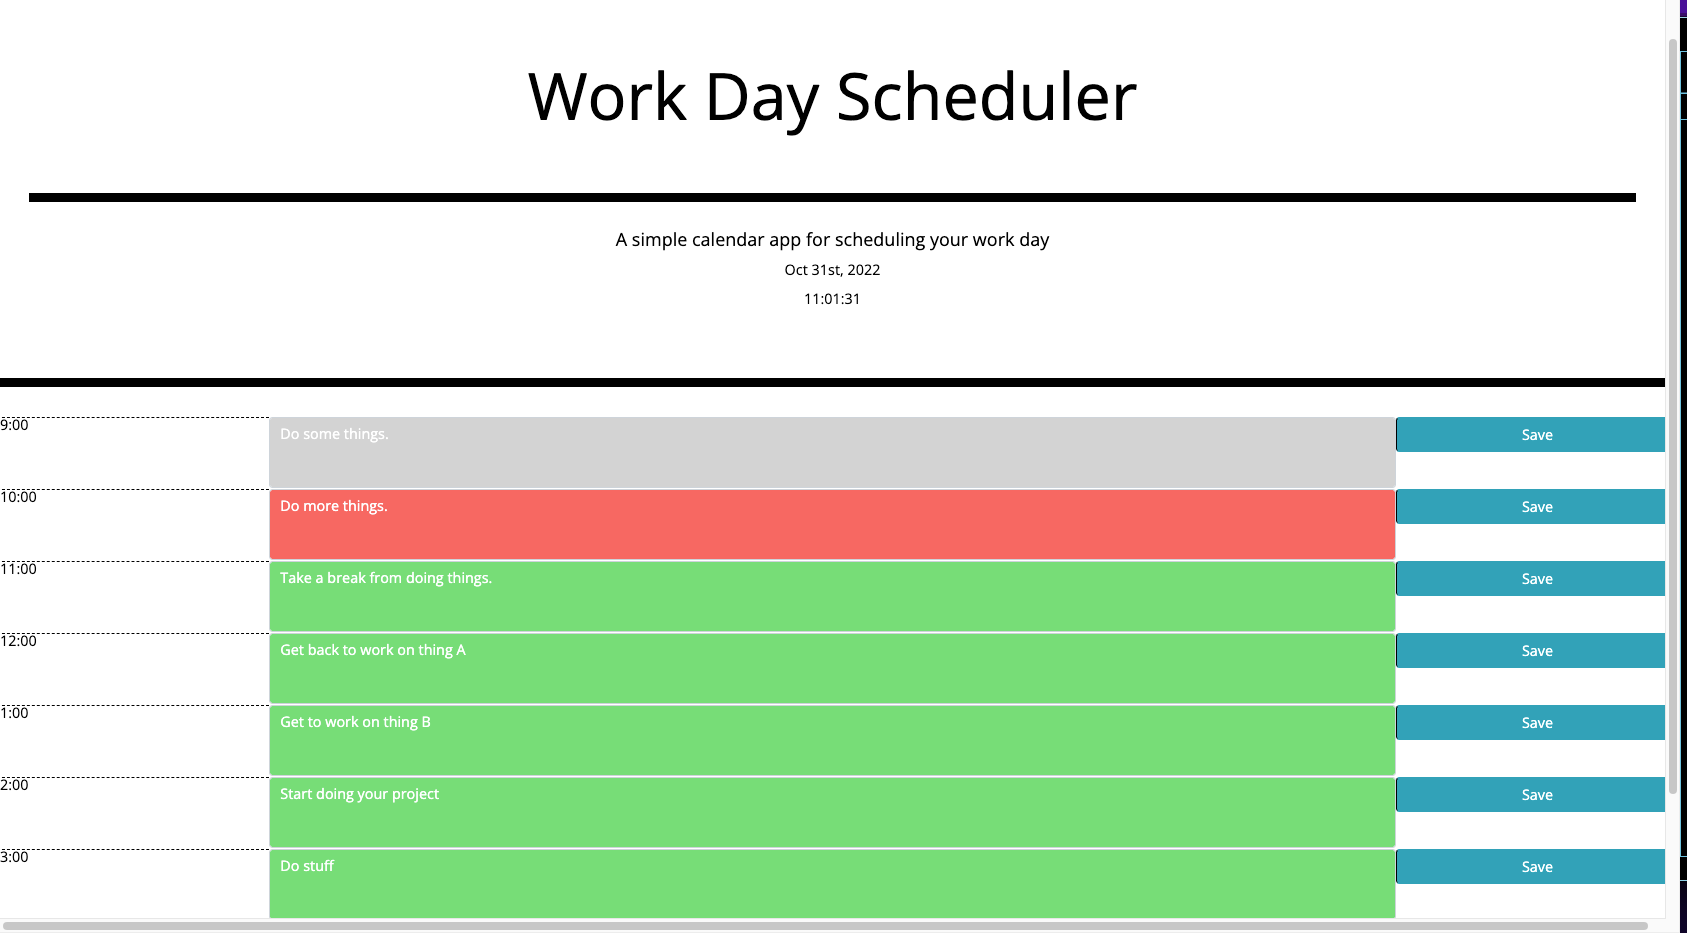 Work Day Scheduler
A simple calendar app for scheduling your work day
Oct 31st, 2022
11:01:31
9:00 Do some things. Save
10:00 Do more things. Save
11:00 Take a break from doing things. Save
12:00 Get back to work on thing A Save
1:00 Get to work on thing B Save
2:00 Start doing your project Save
3:00 Do stuff Save